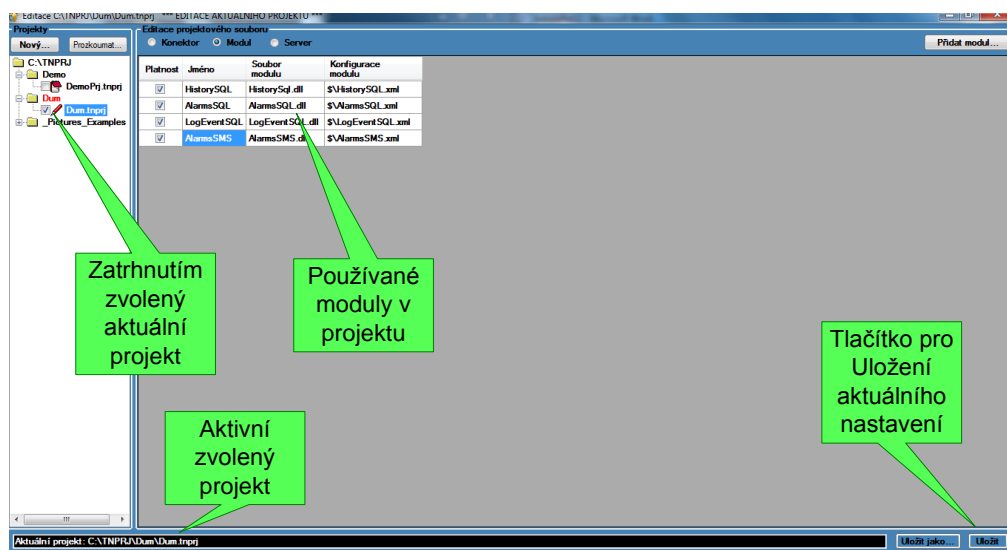 Editace C:\TNPRJ\Dum\Dum.tnprj *** EDITACE AKTUÁLNÍHO PROJEKTU ***
Projekty
Nový...
Prozkoumat...
C:\TNPRJ
Demo
DemoPrj.tnprj
Dum
Dum.tnprj
_Pictures_Examples
Editace projektového souboru
Konektor Modul Server
Přidat modul...
Platnost Jméno Soubor modulu Konfigurace modulu
HistorySQL HistorySql.dll $\HistorySQL.xml
AlarmsSQL AlarmsSQL.dll $\AlarmsSQL.xml
LogEventSQL LogEventSQL.dll $\LogEventSQL.xml
AlarmsSMS AlarmsSMS.dll $\AlarmsSMS.xml
Zatrhnutím
zvolený
aktuální
projekt
Používané
moduly v
projektu
Tlačítko pro
Uložení
aktuálního
nastavení
Aktivní
zvolený
projekt
Aktuální projekt: C:\TNPRJ\Dum\Dum.tnprj
Uložit jako...
Uložit